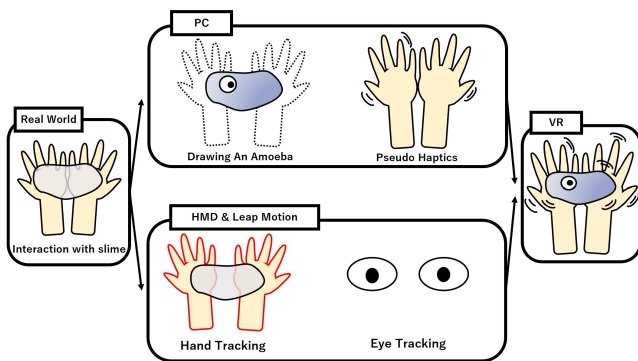 PC
Drawing An Amoeba
Pseudo Haptics
Real World
Interaction with slime
HMD & Leap Motion
Hand Tracking
Eye Tracking
VR